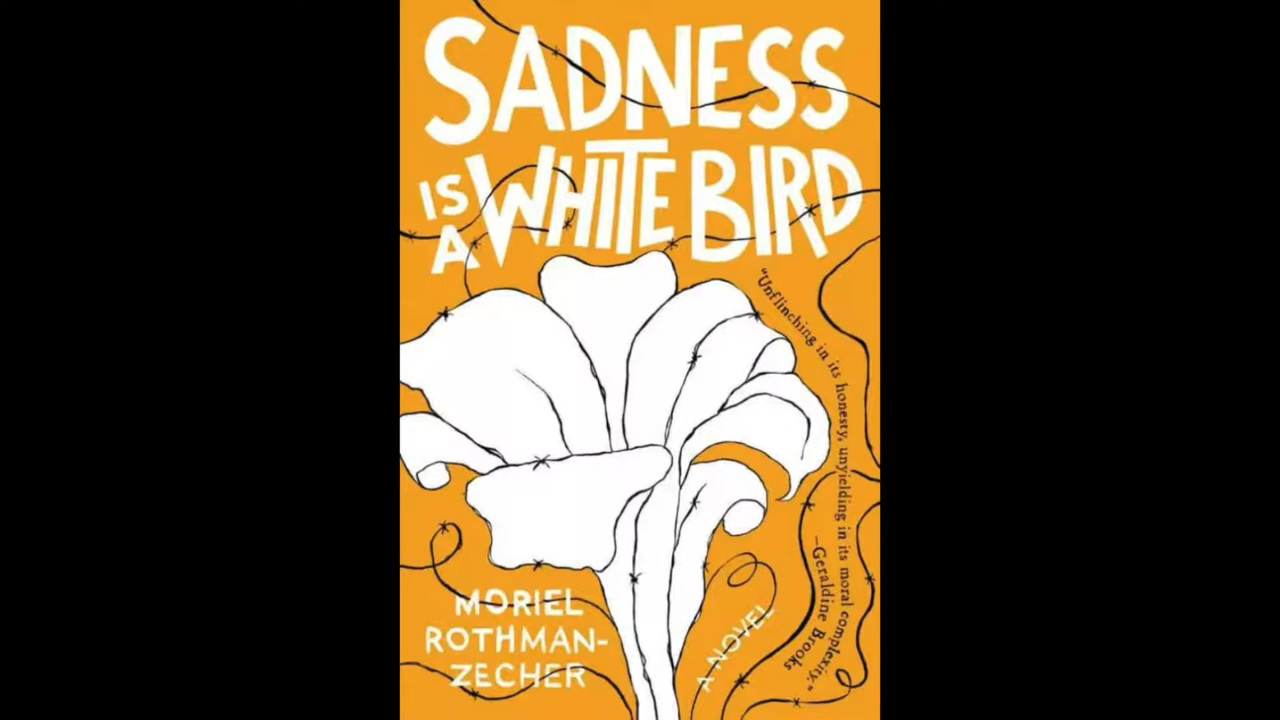 SADNESS
IS A WHITE BIRD
"Unflinching in its honesty, unyielding in its moral complexity."
—Geraldine Brooks
MORIEL
ROTHMAN-
ZECHER
A NOVEL